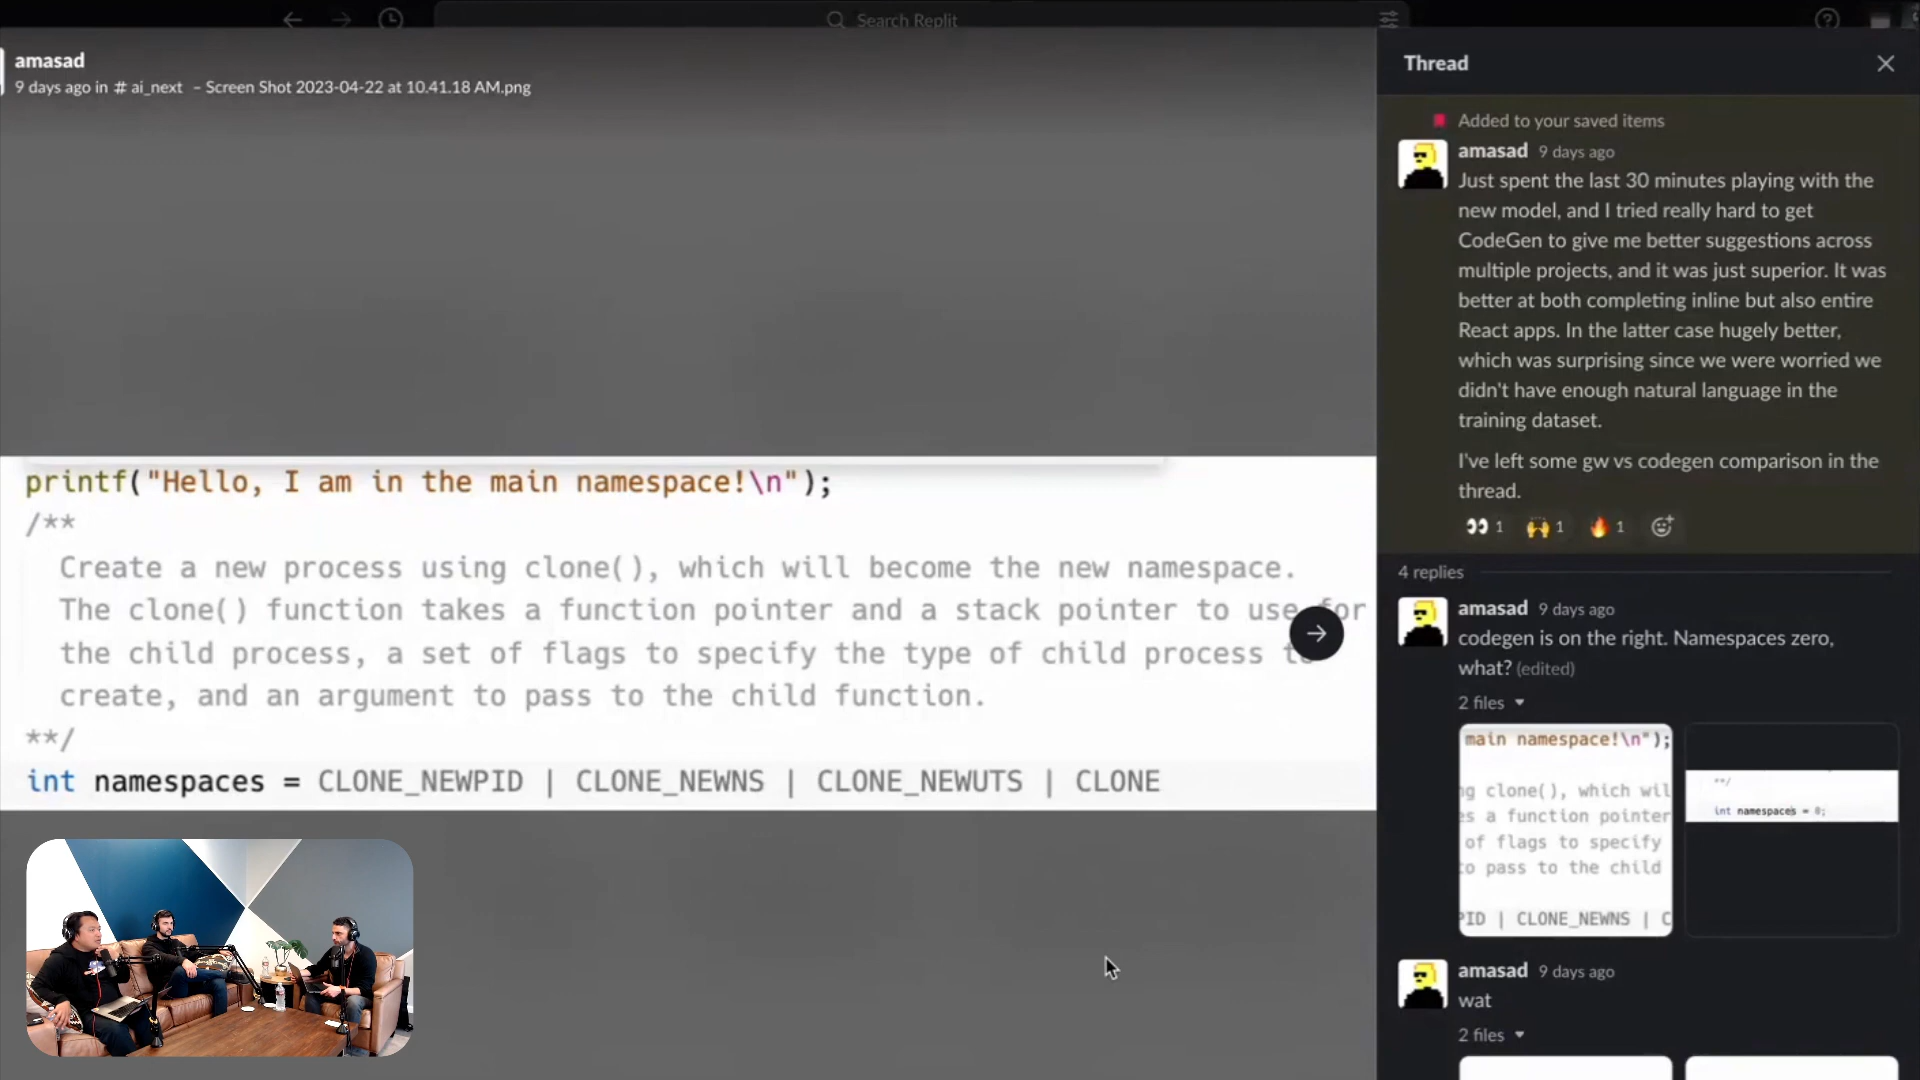 Search Replit
amasad
9 days ago in # ai_next – Screen Shot 2023-04-22 at 10.41.18 AM.png
printf("Hello, I am in the main namespace!\n");
/**
Create a new process using clone(), which will become the new namespace.
The clone() function takes a function pointer and a stack pointer to use for
the child process, a set of flags to specify the type of child process to
create, and an argument to pass to the child function.
**/
int namespaces = CLONE_NEWPID | CLONE_NEWNS | CLONE_NEWUTS | CLONE
Thread
Added to your saved items
amasad 9 days ago
Just spent the last 30 minutes playing with the
new model, and I tried really hard to get
CodeGen to give me better suggestions across
multiple projects, and it was just superior. It was
better at both completing inline but also entire
React apps. In the latter case hugely better,
which was surprising since we were worried we
didn't have enough natural language in the
training dataset.
I've left some gw vs codegen comparison in the
thread.
👀 1 🙌 1 🔥 1
4 replies
amasad 9 days ago
codegen is on the right. Namespaces zero,
what? (edited)
2 files
main namespace!\n");
ng clone(), which wil
es a function pointer
of flags to specify
to pass to the child
PID | CLONE_NEWNS | C
**/
int namespaces = 0;
amasad 9 days ago
wat
2 files